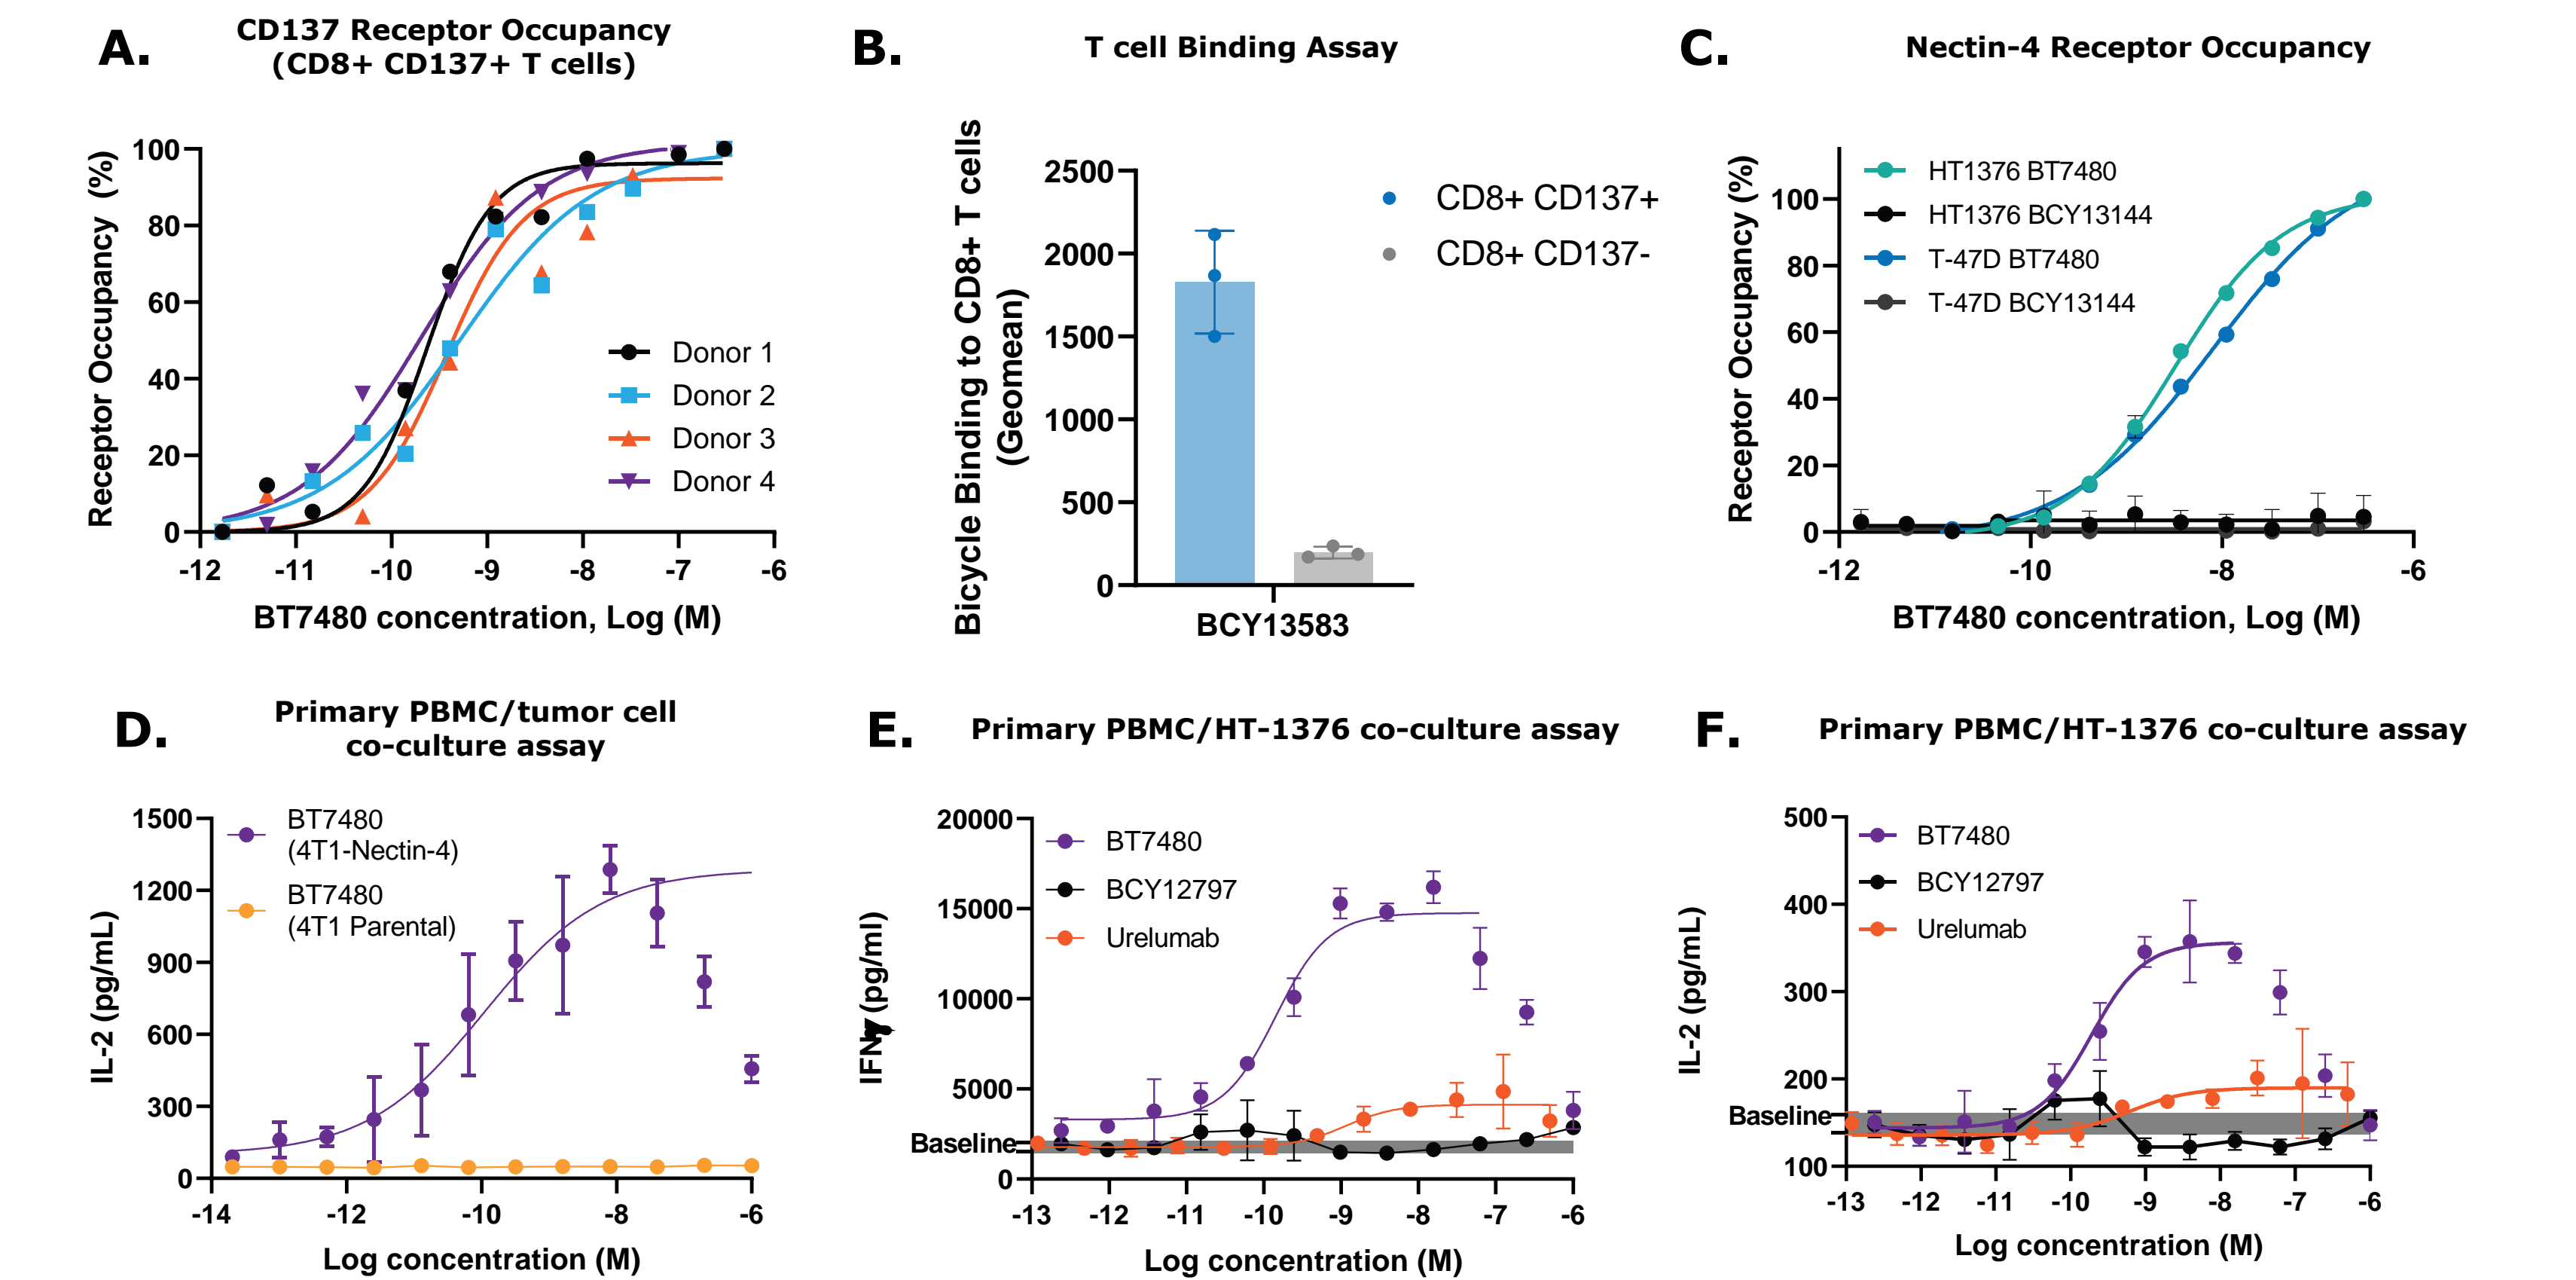 A.
CD137 Receptor Occupancy
(CD8+ CD137+ T cells)
Receptor Occupancy (%)
100
80
60
40
20
0
-12 -11 -10 -9 -8 -7 -6
BT7480 concentration, Log (M)
Donor 1
Donor 2
Donor 3
Donor 4
B.
T cell Binding Assay
Bicycle Binding to CD8+ T cells
(Geomean)
2500
2000
1500
1000
500
0
BCY13583
CD8+ CD137+
CD8+ CD137-
C.
Nectin-4 Receptor Occupancy
Receptor Occupancy (%)
100
80
60
40
20
0
-12 -10 -8 -6
BT7480 concentration, Log (M)
HT1376 BT7480
HT1376 BCY13144
T-47D BT7480
T-47D BCY13144
D.
Primary PBMC/tumor cell
co-culture assay
IL-2 (pg/mL)
1500
1200
900
600
300
0
-14 -12 -10 -8 -6
Log concentration (M)
BT7480
(4T1-Nectin-4)
BT7480
(4T1 Parental)
E.
Primary PBMC/HT-1376 co-culture assay
IFNγ (pg/ml)
20000
15000
10000
5000
Baseline
0
-13 -12 -11 -10 -9 -8 -7 -6
Log concentration (M)
BT7480
BCY12797
Urelumab
F.
Primary PBMC/HT-1376 co-culture assay
IL-2 (pg/mL)
500
400
300
200
Baseline
100
-13 -12 -11 -10 -9 -8 -7 -6
Log concentration (M)
BT7480
BCY12797
Urelumab